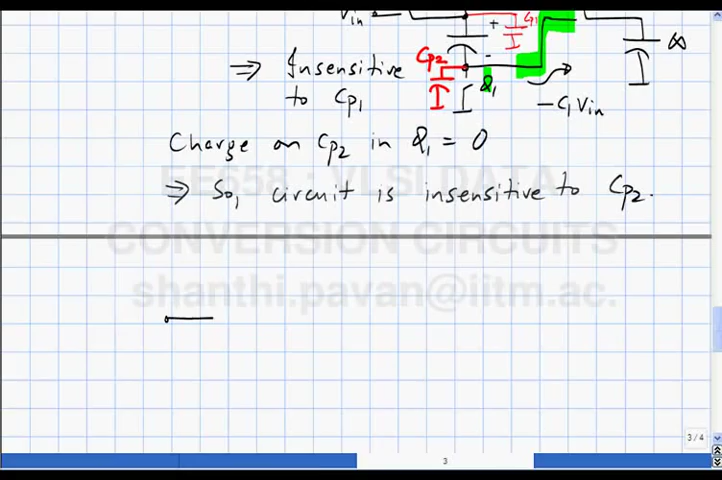 Vin
+ Cp1
Cp2 - ∞
⇒ Insensitive
φ1
to Cp1 -C1Vin
Charge on Cp2 in φ1 = 0
⇒ So, circuit is insensitive to Cp2.
EE658 : VLSI DATA
CONVERSION CIRCUITS
shanthi.pavan@iitm.ac.
3 / 4
3